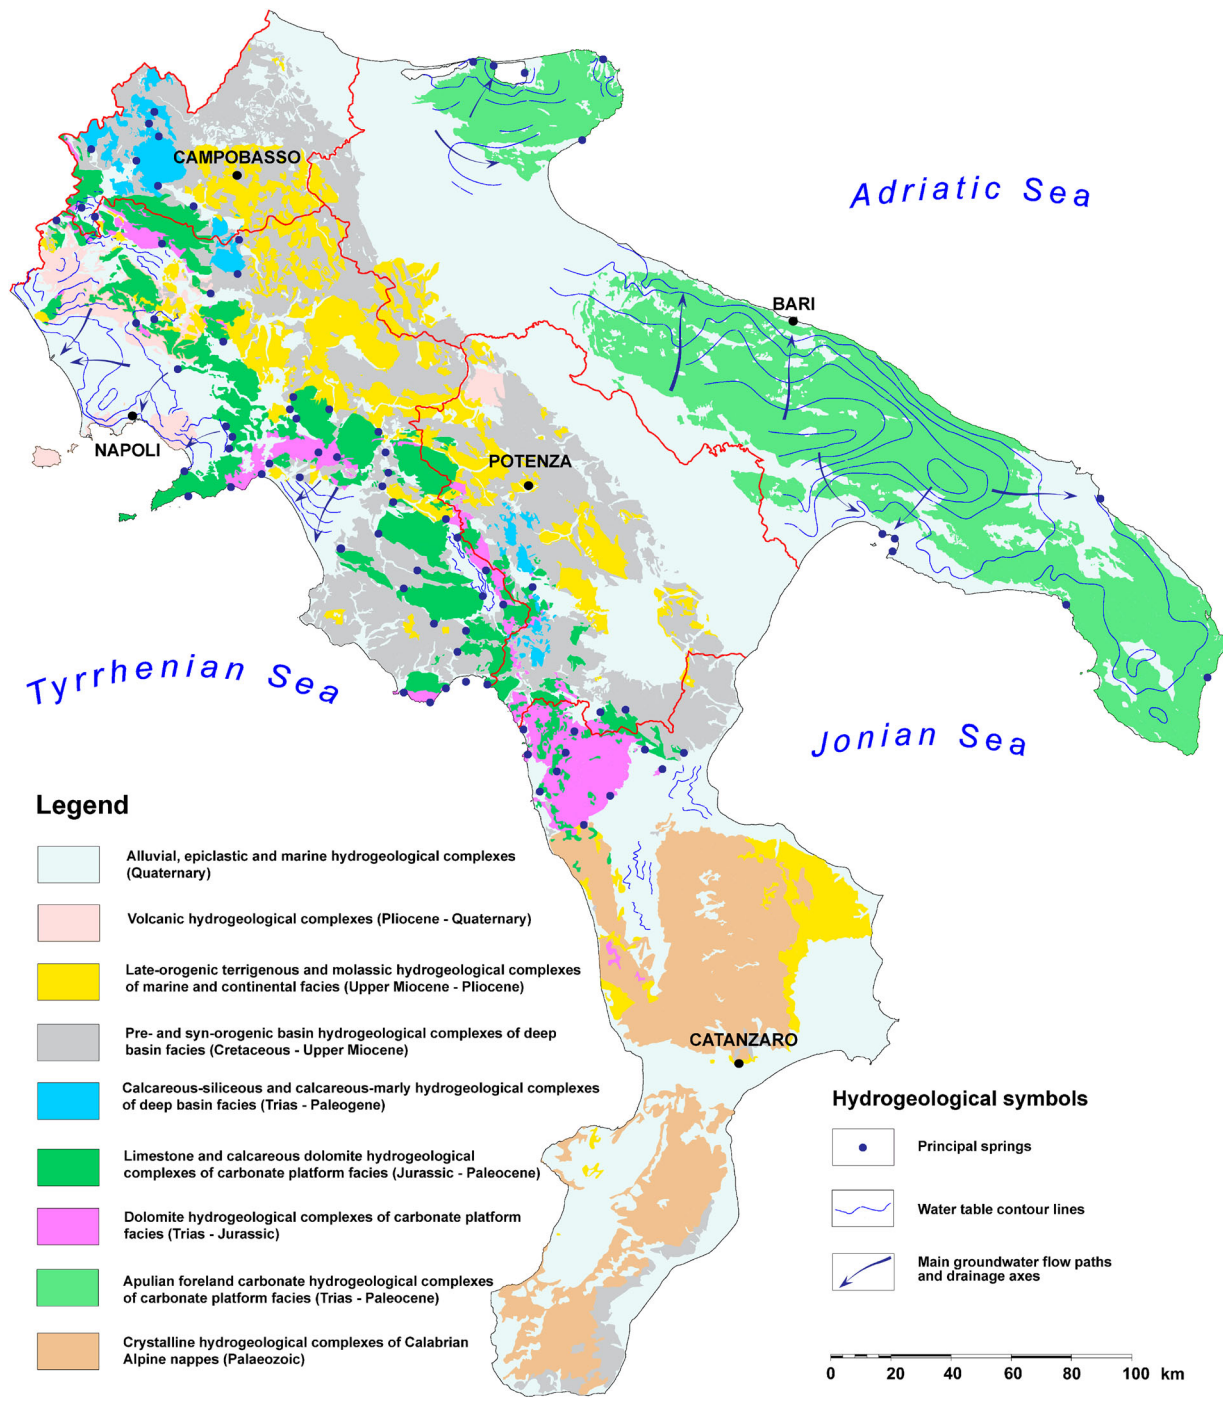 CAMPOBASSO
Adriatic Sea
BARI
NAPOLI
POTENZA
Tyrrhenian Sea
Jonian Sea
CATANZARO
Legend
Alluvial, epiclastic and marine hydrogeological complexes
(Quaternary)
Volcanic hydrogeological complexes (Pliocene - Quaternary)
Late-orogenic terrigenous and molassic hydrogeological complexes
of marine and continental facies (Upper Miocene - Pliocene)
Pre- and syn-orogenic basin hydrogeological complexes of deep
basin facies (Cretaceous - Upper Miocene)
Calcareous-siliceous and calcareous-marly hydrogeological complexes
of deep basin facies (Trias - Paleogene)
Limestone and calcareous dolomite hydrogeological
complexes of carbonate platform facies (Jurassic - Paleocene)
Dolomite hydrogeological complexes of carbonate platform
facies (Trias - Jurassic)
Apulian foreland carbonate hydrogeological complexes
of carbonate platform facies (Trias - Paleocene)
Crystalline hydrogeological complexes of Calabrian
Alpine nappes (Palaeozoic)
Hydrogeological symbols
Principal springs
Water table contour lines
Main groundwater flow paths
and drainage axes
0 20 40 60 80 100 km